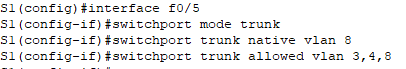 S1(config)#interface f0/5
S1(config-if)#switchport mode trunk
S1(config-if)#switchport trunk native vlan 8
S1(config-if)#switchport trunk allowed vlan 3,4,8